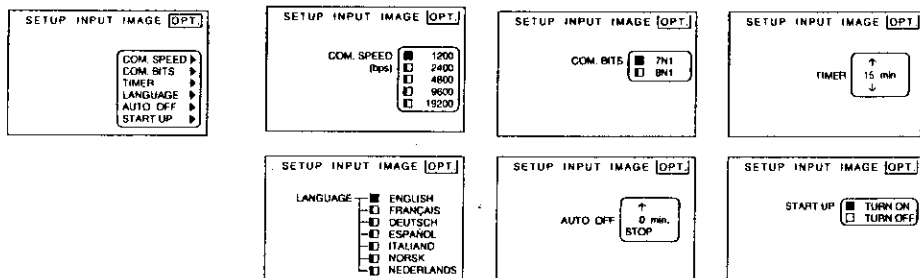 SETUP INPUT IMAGE OPT.
COM. SPEED
COM. BITS
TIMER
LANGUAGE
AUTO OFF
START UP
SETUP INPUT IMAGE OPT.
COM. SPEED (bps)
1200
2400
4800
9600
19200
SETUP INPUT IMAGE OPT.
COM. BITS 7N1
8N1
SETUP INPUT IMAGE OPT.
TIMER 15 min
SETUP INPUT IMAGE OPT.
LANGUAGE ENGLISH
FRANÇAIS
DEUTSCH
ESPAÑOL
ITALIANO
NORSK
NEDERLANDS
SETUP INPUT IMAGE OPT.
AUTO OFF 0 min.
STOP
SETUP INPUT IMAGE OPT.
START UP TURN ON
TURN OFF